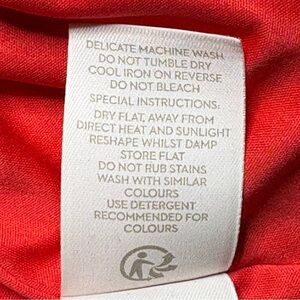 DELICATE MACHINE WASH
DO NOT TUMBLE DRY
COOL IRON ON REVERSE
DO NOT BLEACH
SPECIAL INSTRUCTIONS:
DRY FLAT, AWAY FROM
DIRECT HEAT AND SUNLIGHT
RESHAPE WHILST DAMP
STORE FLAT
DO NOT RUB STAINS
WASH WITH SIMILAR
COLOURS
USE DETERGENT
RECOMMENDED FOR
COLOURS